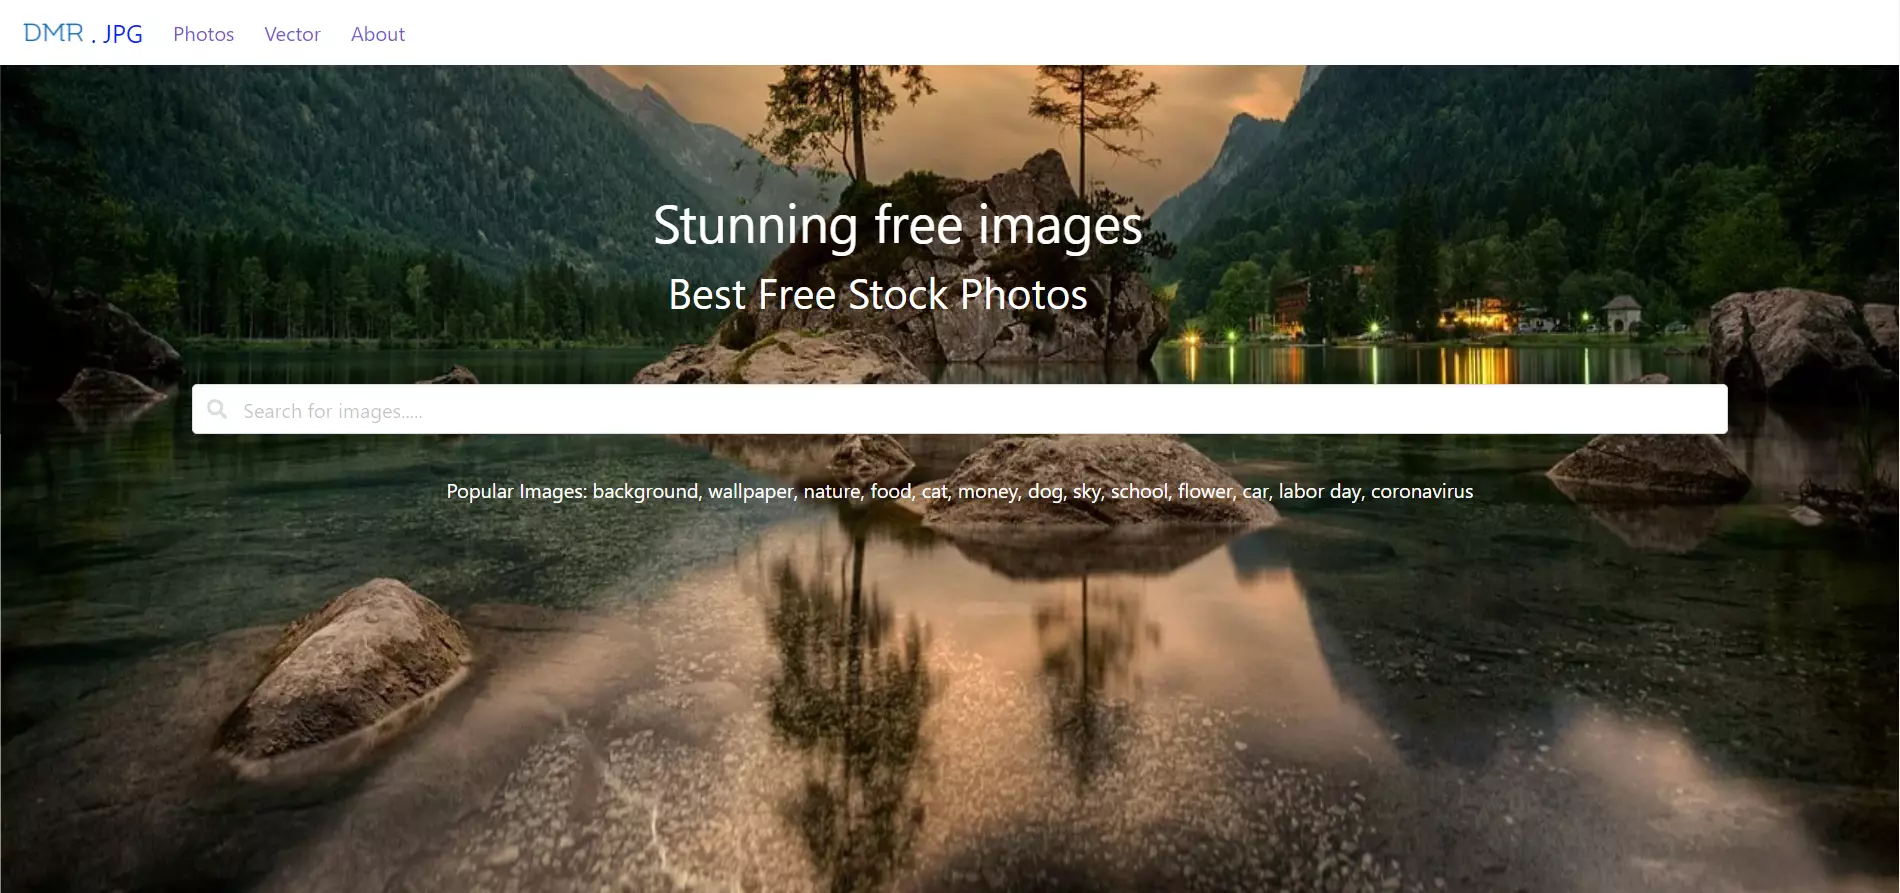 DMR . JPG Photos Vector About
Stunning free images
Best Free Stock Photos
Search for images.....
Popular Images: background, wallpaper, nature, food, cat, money, dog, sky, school, flower, car, labor day, coronavirus